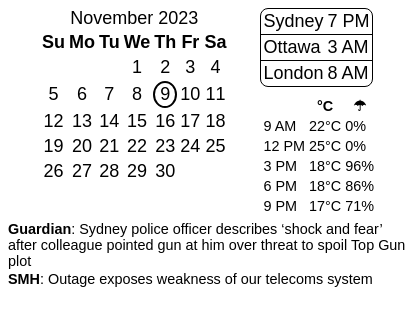 November 2023
Su Mo Tu We Th Fr Sa
1 2 3 4
5 6 7 8 9 10 11
12 13 14 15 16 17 18
19 20 21 22 23 24 25
26 27 28 29 30
Sydney 7 PM
Ottawa 3 AM
London 8 AM
°C ☂
9 AM 22°C 0%
12 PM 25°C 0%
3 PM 18°C 96%
6 PM 18°C 86%
9 PM 17°C 71%
Guardian: Sydney police officer describes ‘shock and fear’
after colleague pointed gun at him over threat to spoil Top Gun
plot
SMH: Outage exposes weakness of our telecoms system